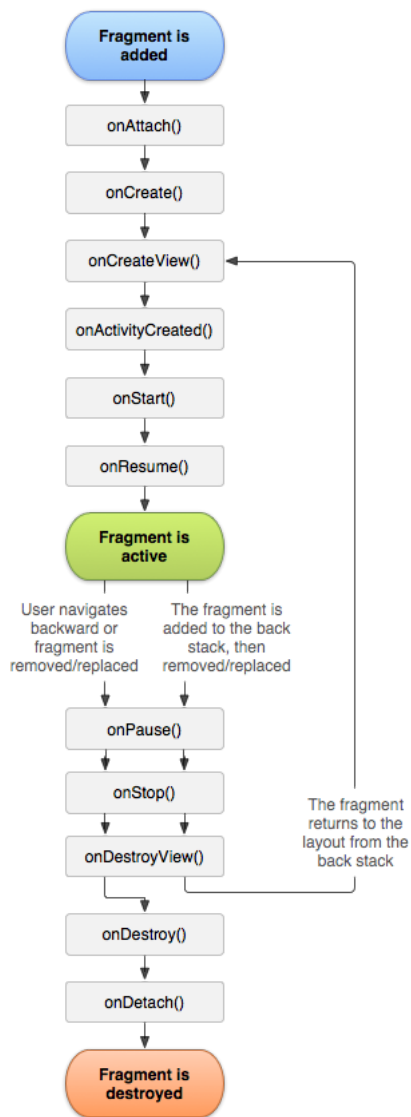 Fragment is
added
onAttach()
onCreate()
onCreateView()
onActivityCreated()
onStart()
onResume()
Fragment is
active
User navigates
backward or
fragment is
removed/replaced
The fragment is
added to the back
stack, then
removed/replaced
onPause()
onStop()
The fragment
returns to the
layout from the
back stack
onDestroyView()
onDestroy()
onDetach()
Fragment is
destroyed